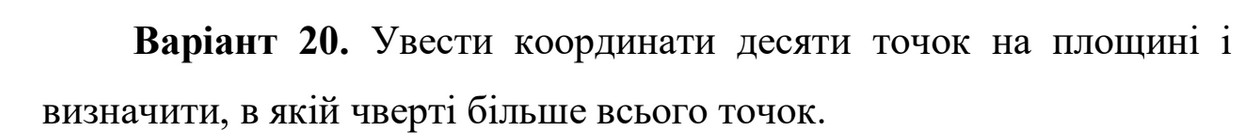 Варіант 20. Увести координати десяти точок на площині і
визначити, в якій чверті більше всього точок.